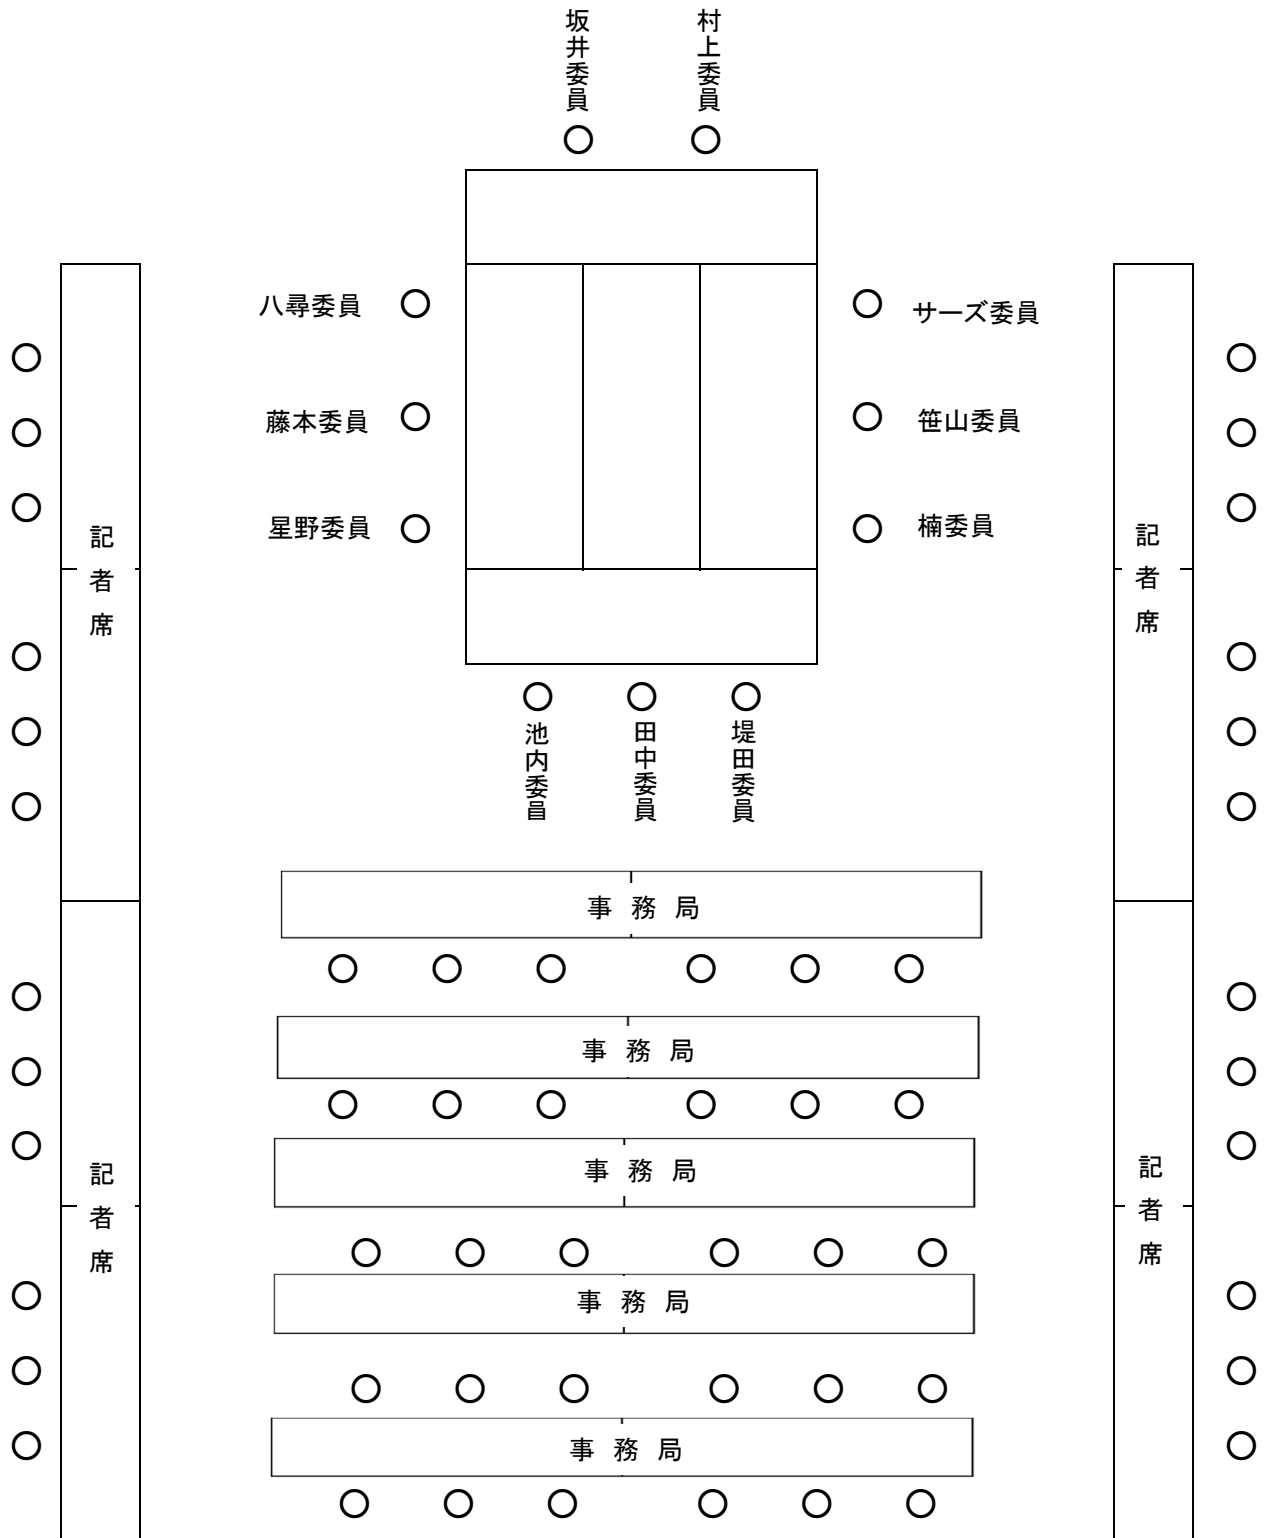 坂井委員
村上委員
八尋委員
サーズ委員
藤本委員
笹山委員
星野委員
楠委員
記者席
記者席
池内委員
田中委員
堤田委員
事務局
事務局
事務局
記者席
記者席
事務局
事務局